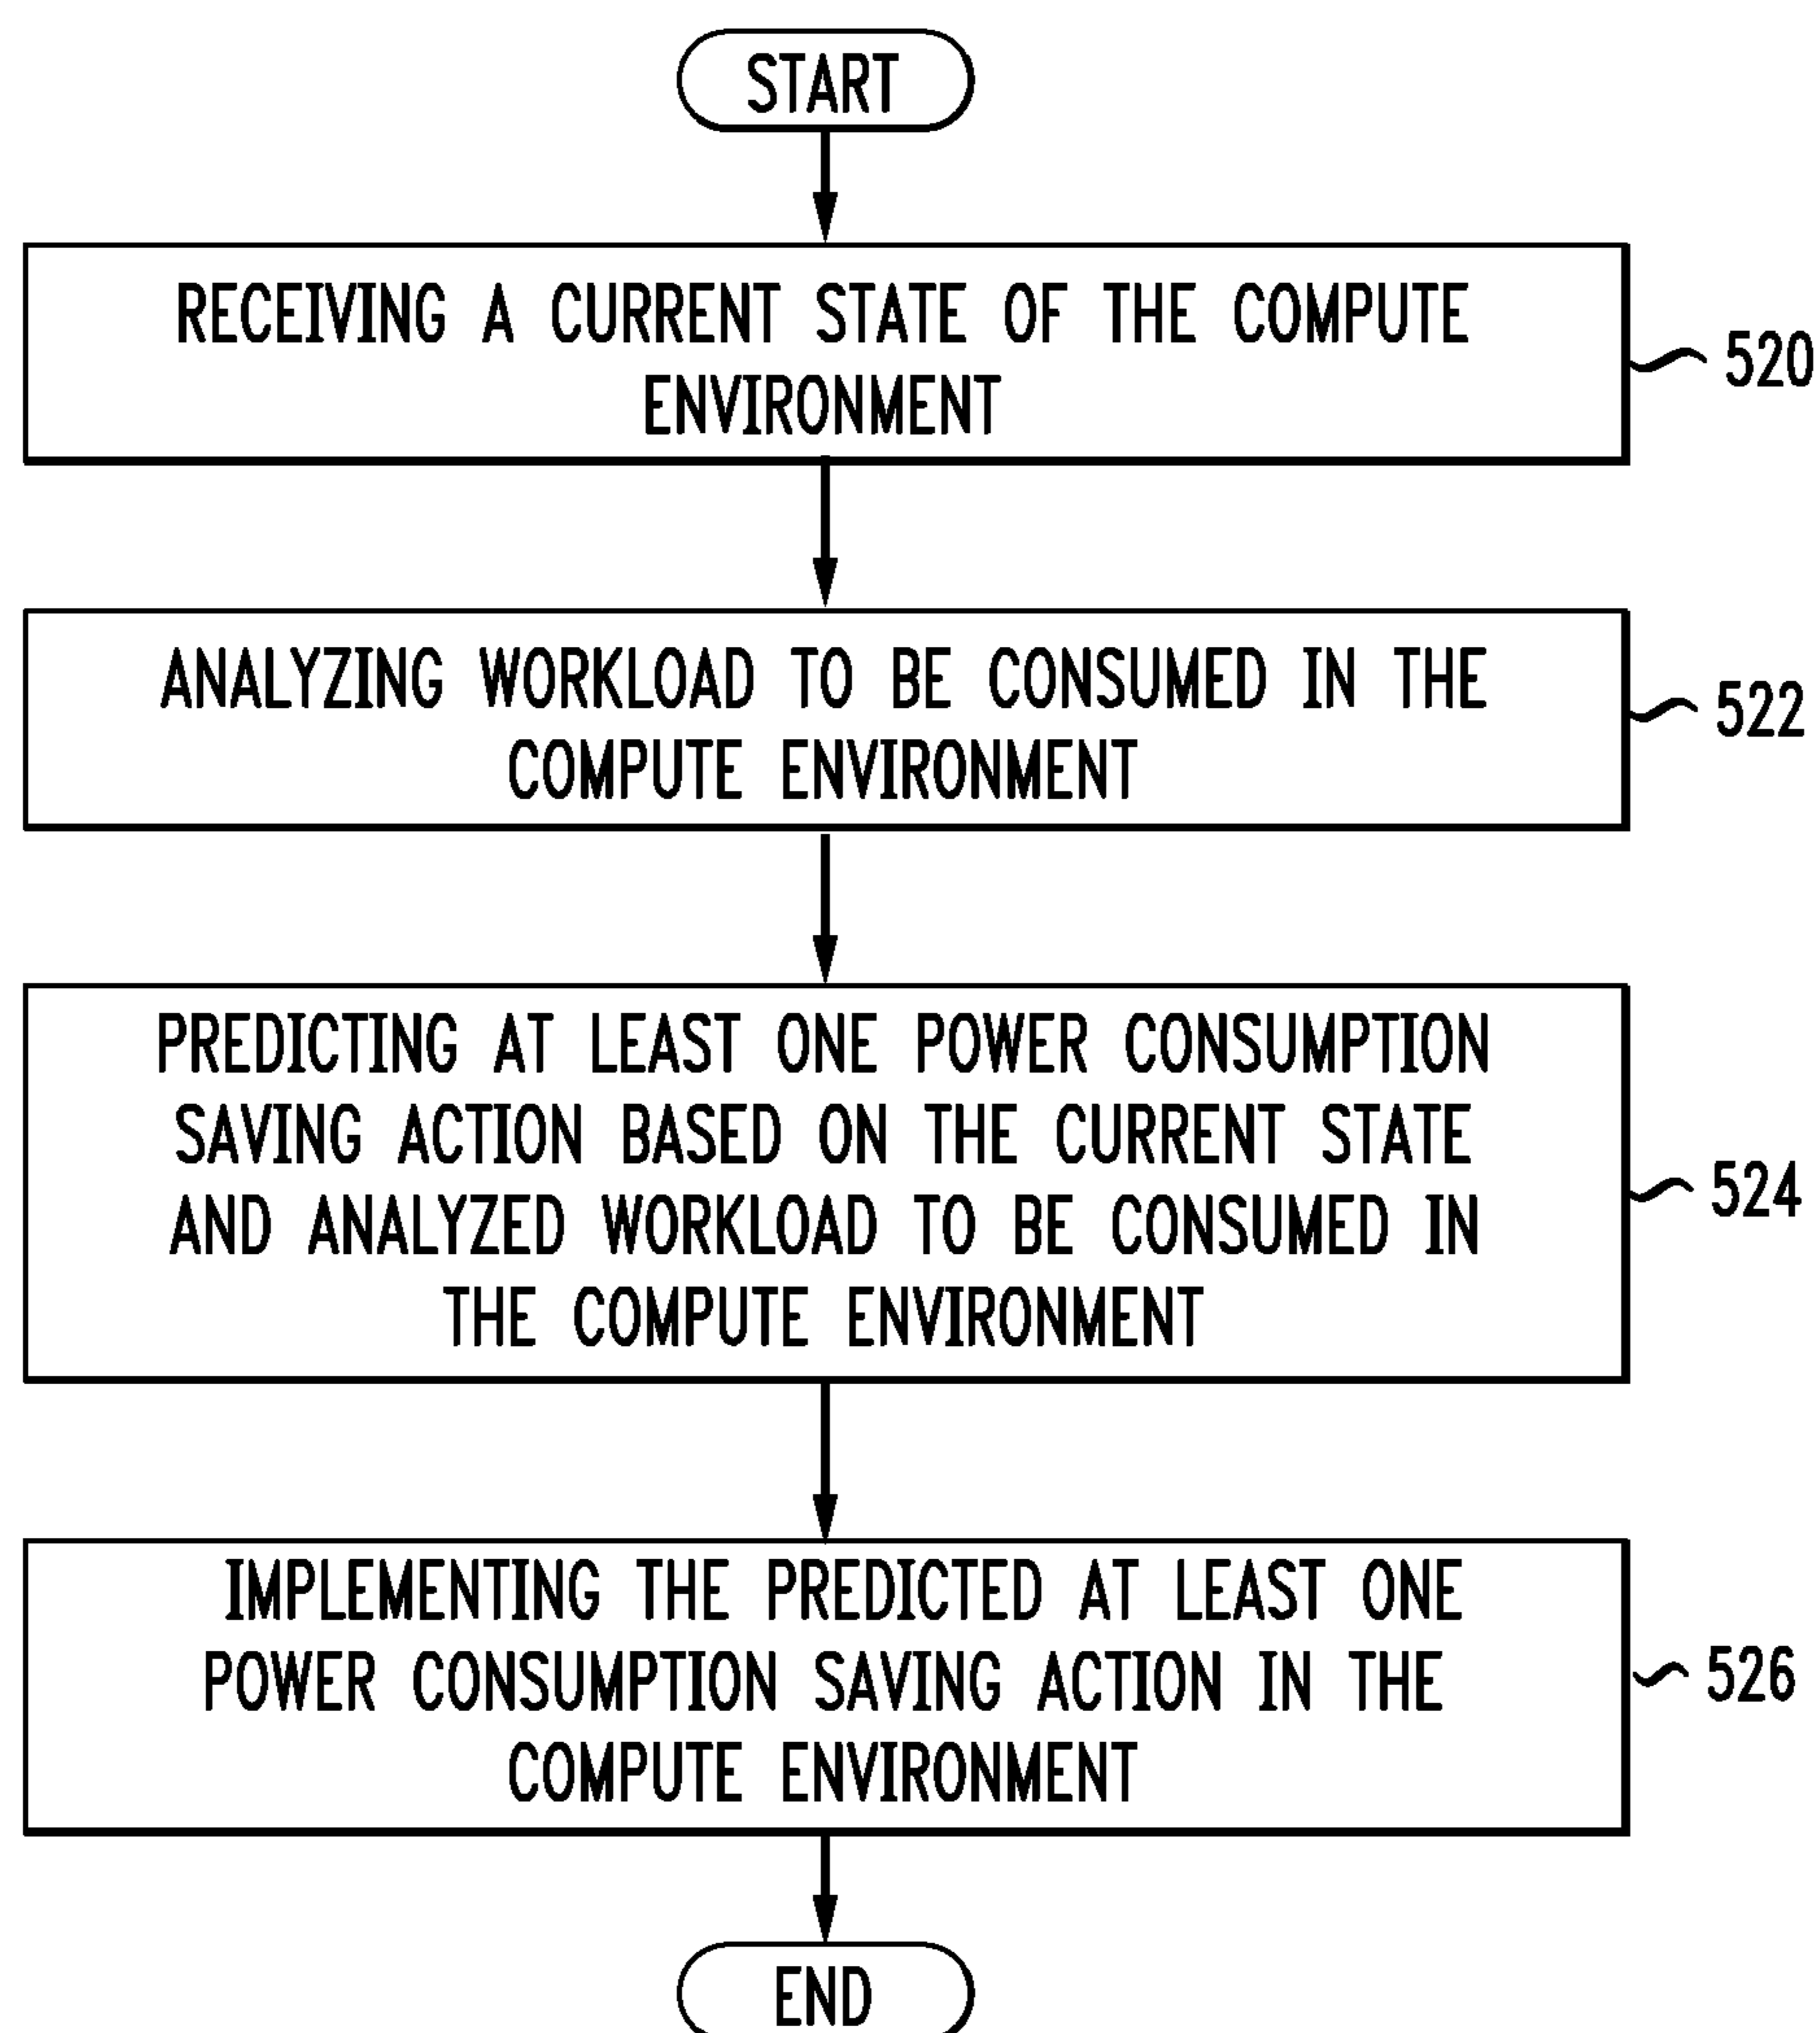 START
RECEIVING A CURRENT STATE OF THE COMPUTE
ENVIRONMENT
520
ANALYZING WORKLOAD TO BE CONSUMED IN THE
COMPUTE ENVIRONMENT
522
PREDICTING AT LEAST ONE POWER CONSUMPTION
SAVING ACTION BASED ON THE CURRENT STATE
AND ANALYZED WORKLOAD TO BE CONSUMED IN
THE COMPUTE ENVIRONMENT
524
IMPLEMENTING THE PREDICTED AT LEAST ONE
POWER CONSUMPTION SAVING ACTION IN THE
COMPUTE ENVIRONMENT
526
END